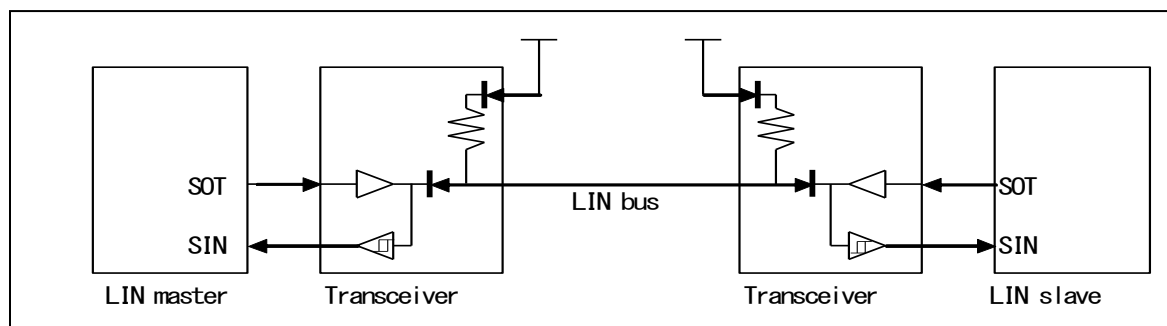 SOT
SOT
LIN bus
SIN
SIN
LIN master
Transceiver
Transceiver
LIN slave